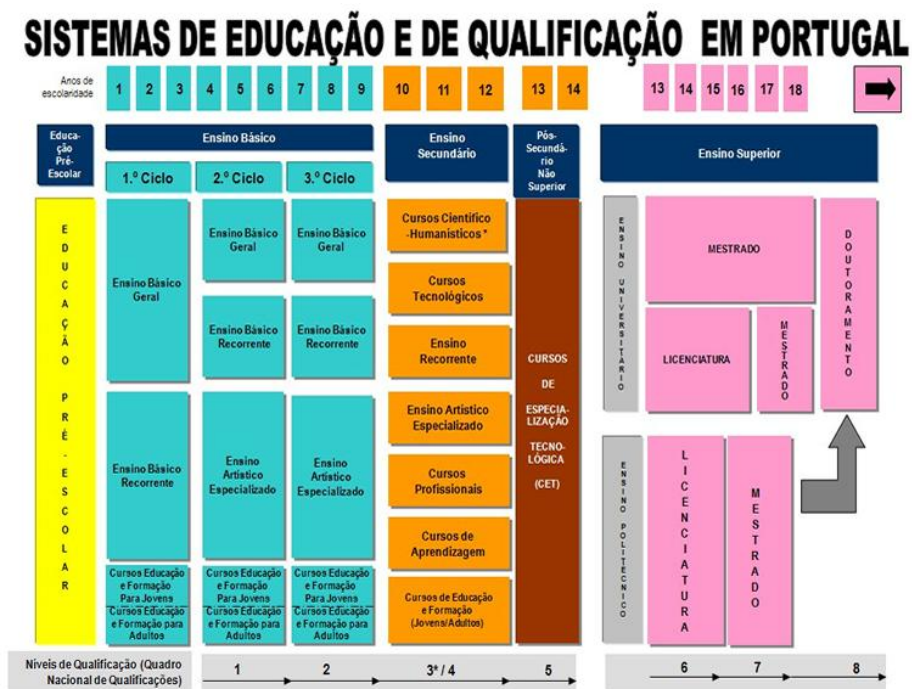 SISTEMAS DE EDUCAÇÃO E DE QUALIFICAÇÃO EM PORTUGAL
Anos de
escolaridade
1 2 3 4 5 6 7 8 9 10 11 12 13 14 13 14 15 16 17 18
Educa-
ção
Pré-
Escolar
Ensino Básico
1.º Ciclo
2.º Ciclo
3.º Ciclo
Ensino
Secundário
Pós-
Secundá-
rio
Não
Superior
Ensino Superior
EDUCAÇÃO PRÉ-ESCOLAR
Ensino Básico
Geral
Ensino Básico
Recorrente
Cursos Educação
e Formação
Para Jovens
Cursos Educação
e Formação para
Adultos
Ensino Básico
Geral
Ensino Básico
Recorrente
Ensino
Artístico
Especializado
Cursos Educação
e Formação
Para Jovens
Cursos Educação
e Formação para
Adultos
Ensino Básico
Geral
Ensino Básico
Recorrente
Ensino
Artístico
Especializado
Cursos Educação
e Formação
Para Jovens
Cursos Educação
e Formação para
Adultos
Cursos Científico
-Humanísticos *
Cursos
Tecnológicos
Ensino
Recorrente
Ensino Artístico
Especializado
Cursos
Profissionais
Cursos de
Aprendizagem
Cursos de Educação
e Formação
(Jovens/Adultos)
CURSOS
DE
ESPECIA-
LIZAÇÃO
TECNO-
LÓGICA
(CET)
ENSINO UNIVERSITÁRIO
MESTRADO
LICENCIATURA
MESTRADO
DOUTORAMENTO
ENSINO POLITÉCNICO
LICENCIATURA
MESTRADO
Níveis de Qualificação (Quadro
Nacional de Qualificações)
1 2 3* / 4 5 6 7 8